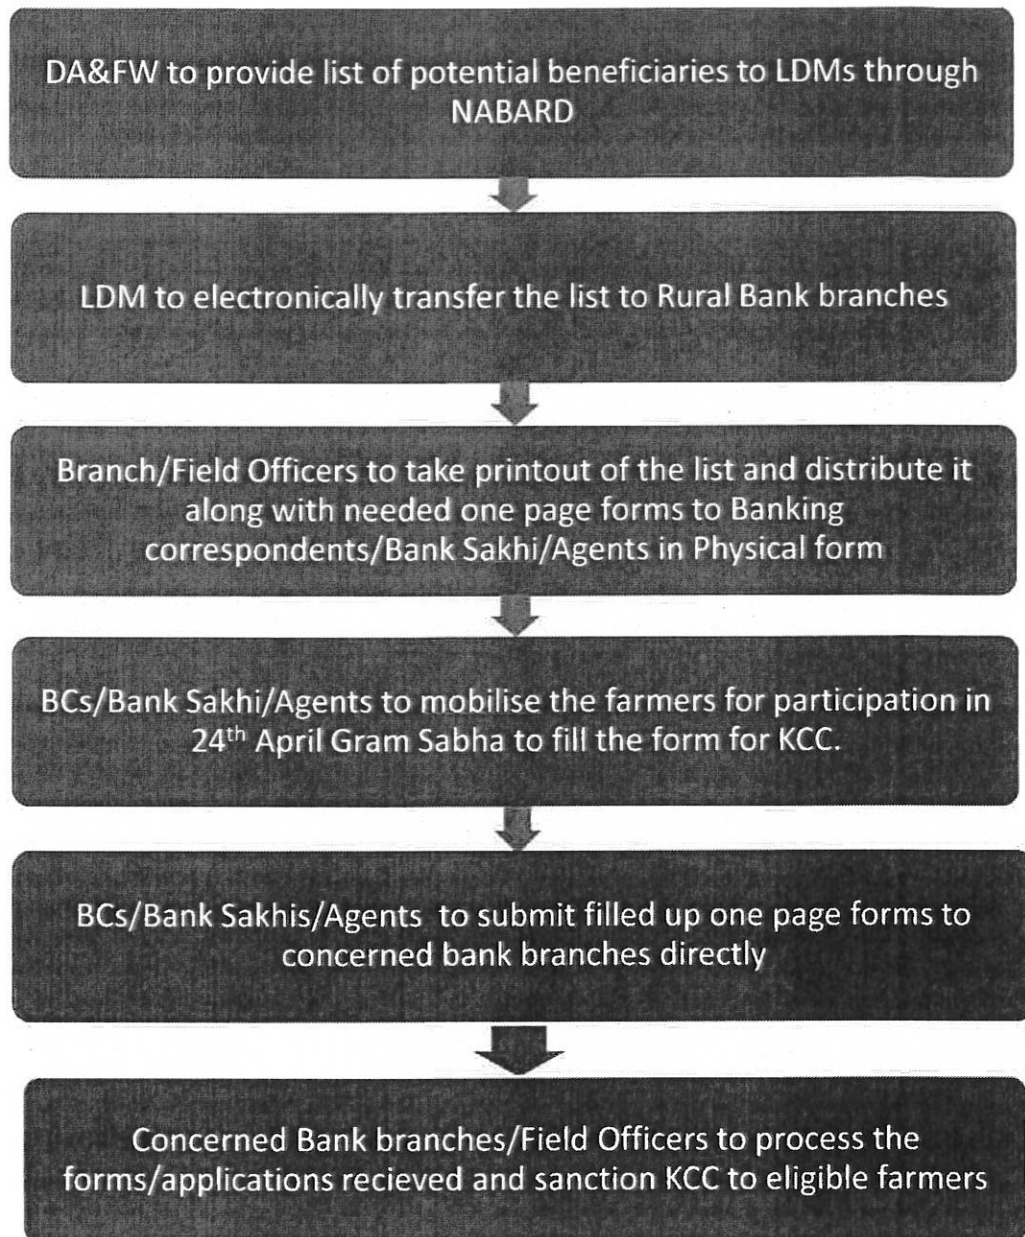 DA&FW to provide list of potential beneficiaries to LDMs through
NABARD
LDM to electronically transfer the list to Rural Bank branches
Branch/Field Officers to take printout of the list and distribute it
along with needed one page forms to Banking
correspondents/Bank Sakhi/Agents in Physical form
BCs/Bank Sakhi/Agents to mobilise the farmers for participation in
24th April Gram Sabha to fill the form for KCC.
BCs/Bank Sakhis/Agents to submit filled up one page forms to
concerned bank branches directly
Concerned Bank branches/Field Officers to process the
forms/applications recieved and sanction KCC to eligible farmers